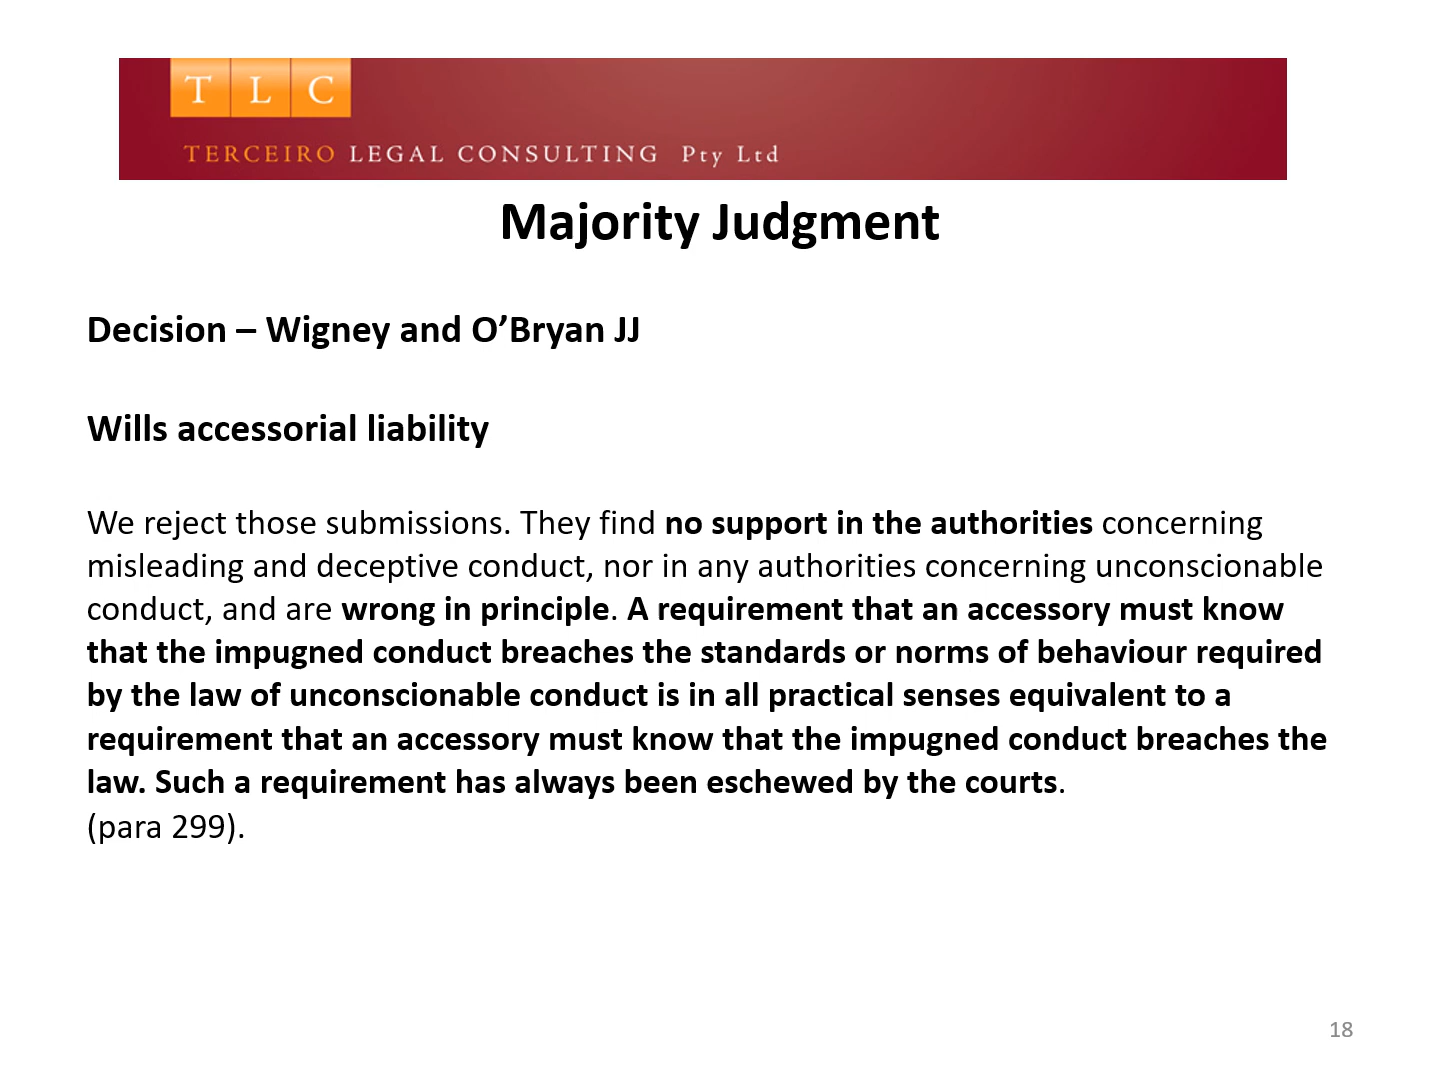 T L C
TERCEIRO LEGAL CONSULTING Pty Ltd
Majority Judgment
Decision – Wigney and O’Bryan JJ
Wills accessorial liability
We reject those submissions. They find no support in the authorities concerning
misleading and deceptive conduct, nor in any authorities concerning unconscionable
conduct, and are wrong in principle. A requirement that an accessory must know
that the impugned conduct breaches the standards or norms of behaviour required
by the law of unconscionable conduct is in all practical senses equivalent to a
requirement that an accessory must know that the impugned conduct breaches the
law. Such a requirement has always been eschewed by the courts.
(para 299).
18